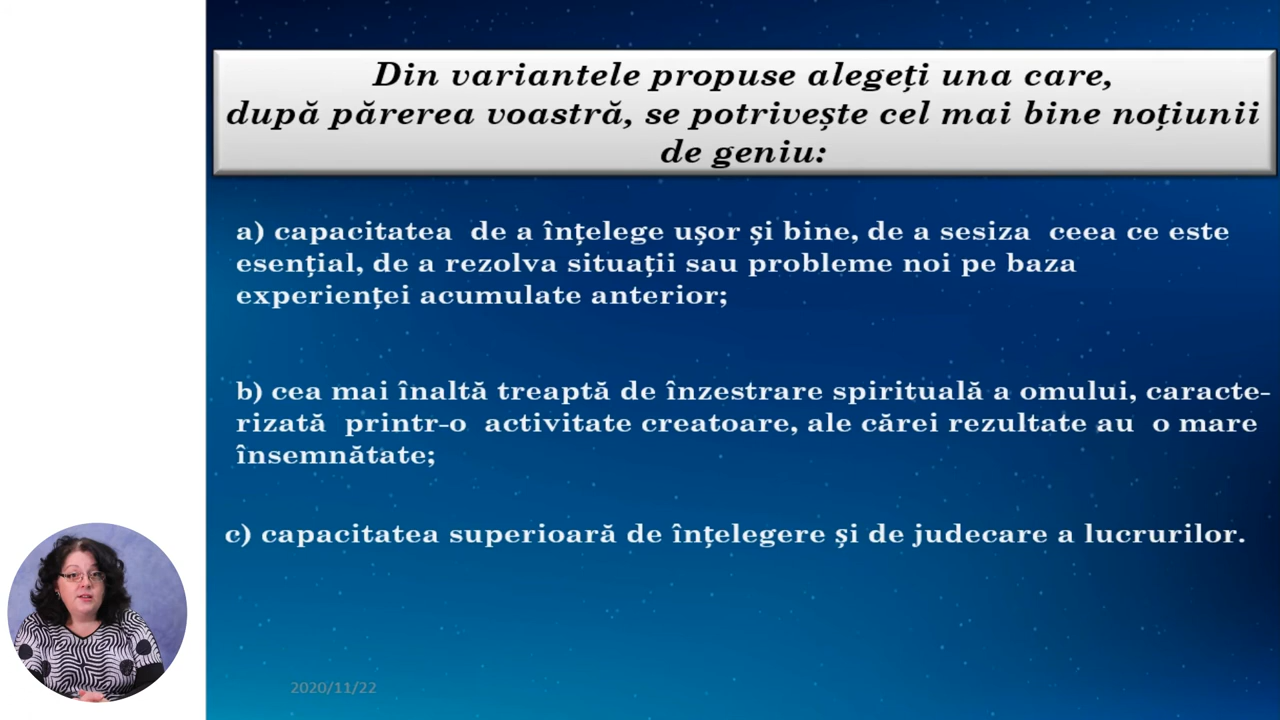 Din variantele propuse alegeți una care,
după părerea voastră, se potrivește cel mai bine noțiunii
de geniu:
a) capacitatea de a înțelege ușor și bine, de a sesiza ceea ce este
esențial, de a rezolva situații sau probleme noi pe baza
experienței acumulate anterior;
b) cea mai înaltă treaptă de înzestrare spirituală a omului, caracte-
rizată printr-o activitate creatoare, ale cărei rezultate au o mare
însemnătate;
c) capacitatea superioară de înțelegere și de judecare a lucrurilor.
2020/11/22